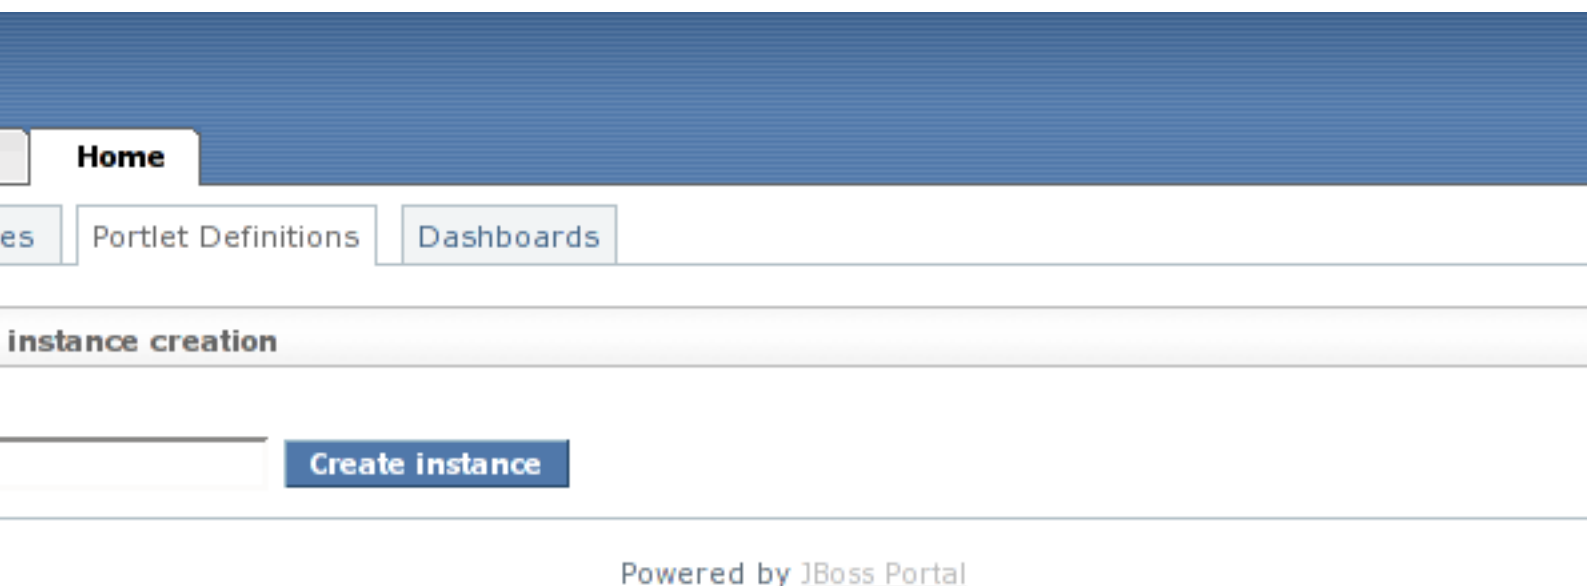 Home
es Portlet Definitions Dashboards
instance creation
Create instance
Powered by JBoss Portal